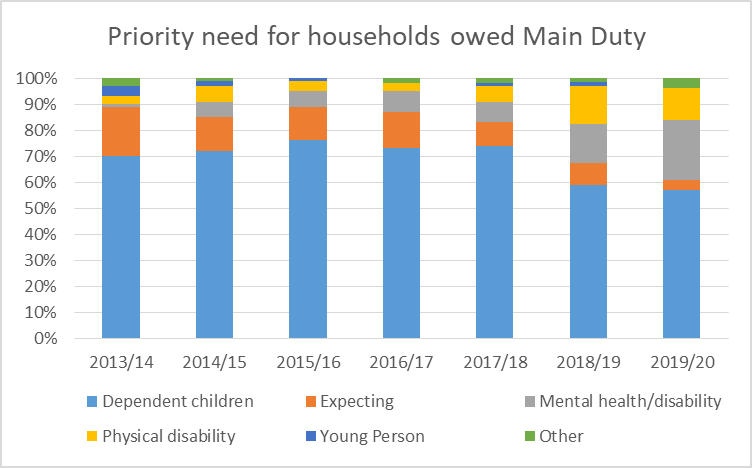 Priority need for households owed Main Duty
100%
90%
80%
70%
60%
50%
40%
30%
20%
10%
0%
2013/14 2014/15 2015/16 2016/17 2017/18 2018/19 2019/20
Dependent children Expecting Mental health/disability
Physical disability Young Person Other